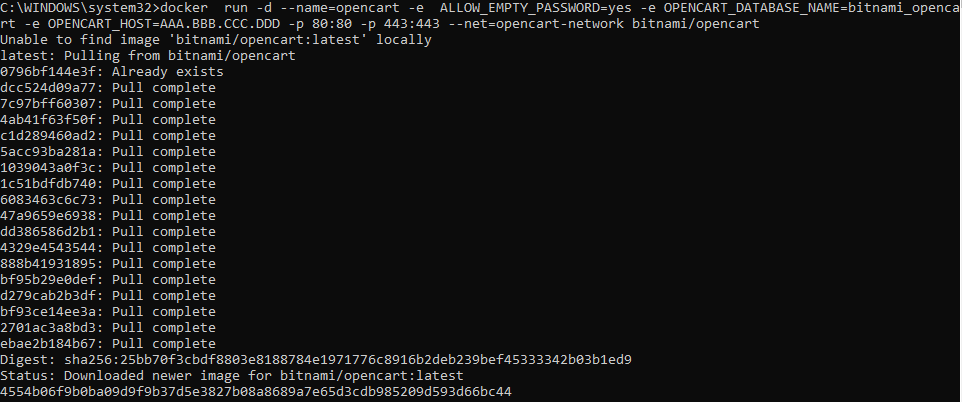 C:\WINDOWS\system32>docker  run -d --name=opencart -e  ALLOW_EMPTY_PASSWORD=yes -e OPENCART_DATABASE_NAME=bitnami_openca
rt -e OPENCART_HOST=AAA.BBB.CCC.DDD -p 80:80 -p 443:443 --net=opencart-network bitnami/opencart
Unable to find image 'bitnami/opencart:latest' locally
latest: Pulling from bitnami/opencart
0796bf144e3f: Already exists
dcc524d09a77: Pull complete
7c97bff60307: Pull complete
4ab41f63f50f: Pull complete
c1d289460ad2: Pull complete
5acc93ba281a: Pull complete
1039043a0f3c: Pull complete
1c51bdfdb740: Pull complete
6083463c6c73: Pull complete
47a9659e6938: Pull complete
dd386586d2b1: Pull complete
4329e4543544: Pull complete
888b41931895: Pull complete
bf95b29e0def: Pull complete
d279cab2b3df: Pull complete
bf93ce14ee3a: Pull complete
2701ac3a8bd3: Pull complete
ebae2b184b67: Pull complete
Digest: sha256:25bb70f3cbdf8803e8188784e1971776c8916b2deb239bef45333342b03b1ed9
Status: Downloaded newer image for bitnami/opencart:latest
4554b06f9b0ba09d9f9b37d5e3827b08a8689a7e65d3cdb985209d593d66bc44